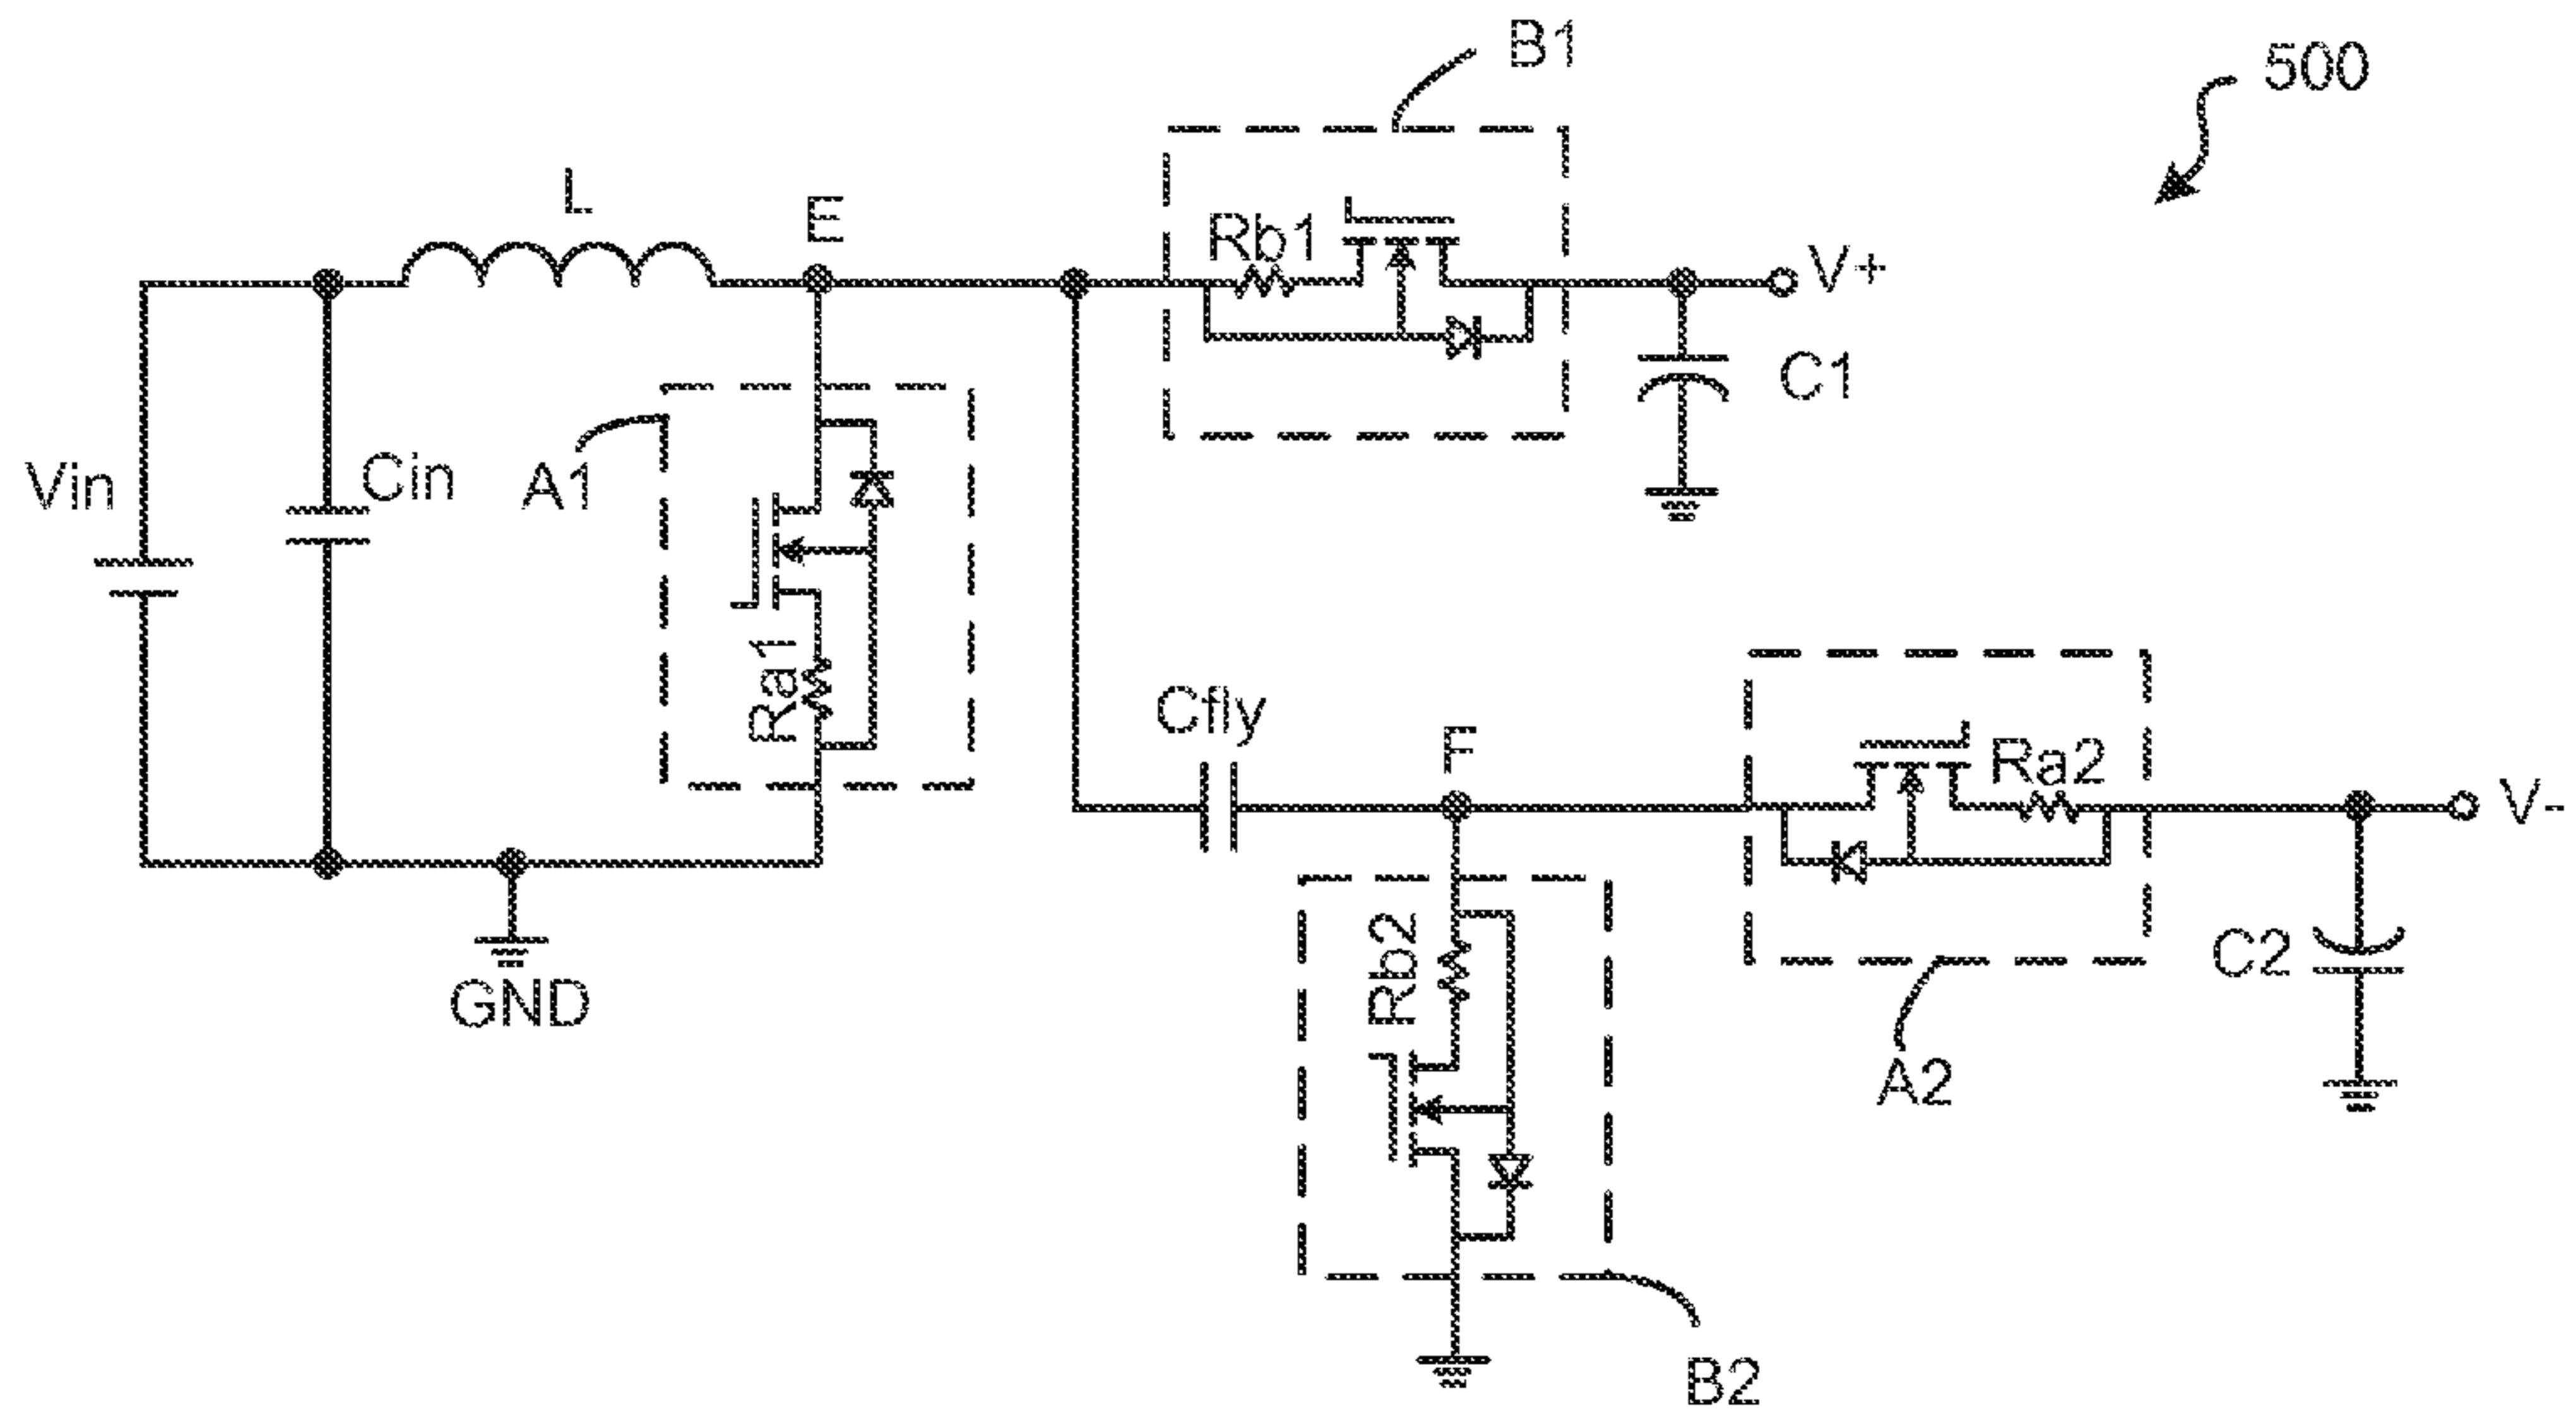 B1
500
L
E
Rb1
V+
C1
Vin
Cin
A1
Ra1
Cfly
F
Ra2
V-
Rb2
C2
GND
A2
B2